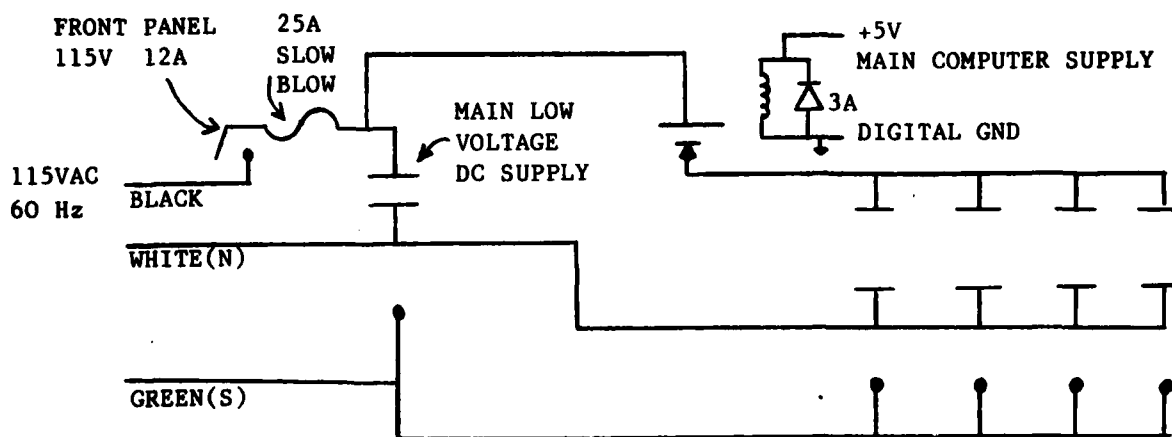 FRONT PANEL
115V 12A
25A
SLOW
BLOW
+5V
MAIN COMPUTER SUPPLY
3A
DIGITAL GND
MAIN LOW
VOLTAGE
DC SUPPLY
115VAC
60 Hz
BLACK
WHITE(N)
GREEN(S)